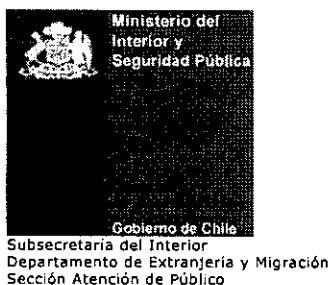 Ministerio del
Interior y
Seguridad Pública
Gobierno de Chile
Subsecretaría del Interior
Departamento de Extranjería y Migración
Sección Atención de Público